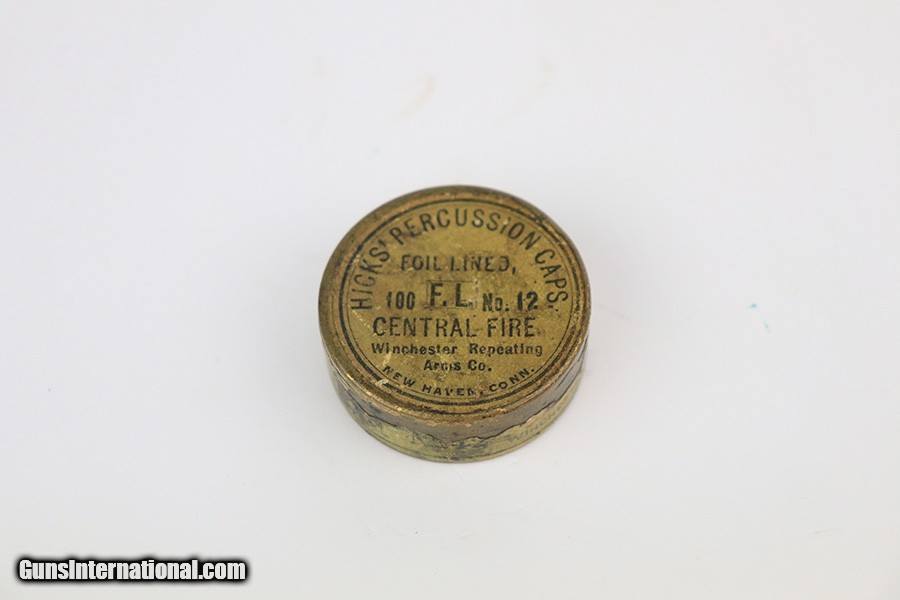 HICKS' PERCUSSION CAPS.
FOIL LINED,
100 F.L. No. 12
CENTRAL FIRE.
Winchester Repeating
Arms Co.
NEW HAVEN, CONN.
GunsInternational.com